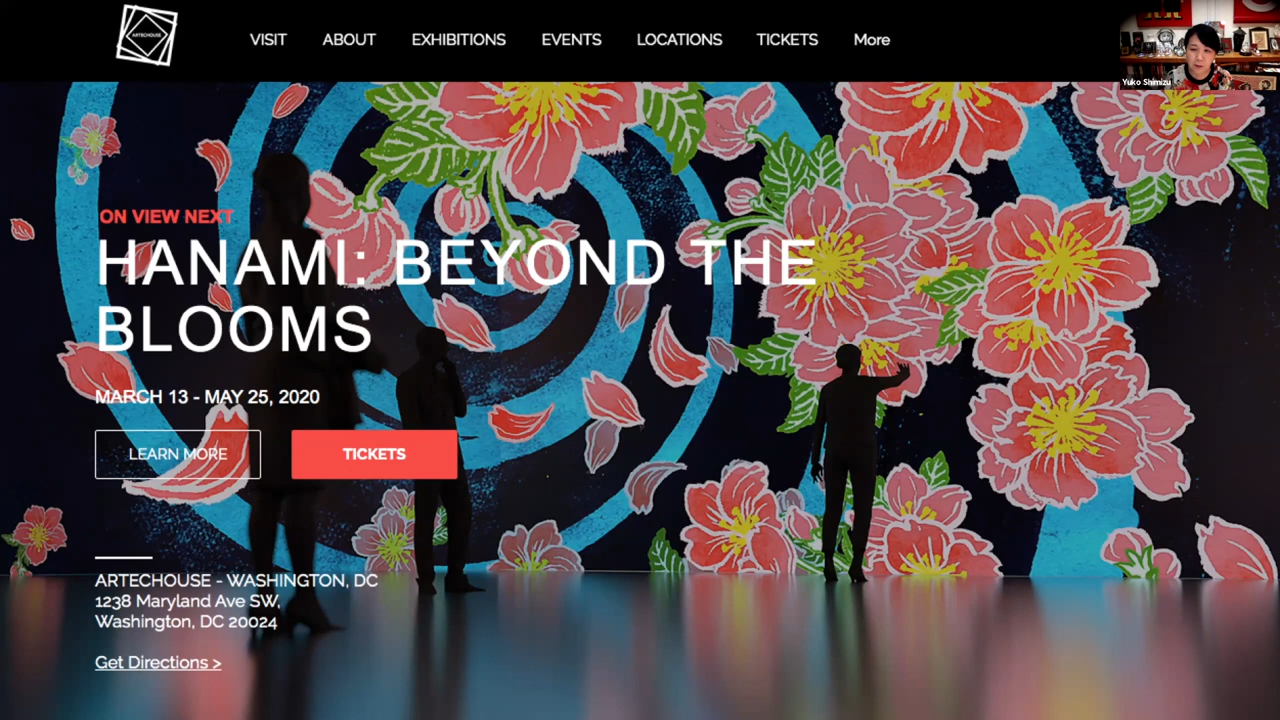 ARTECHOUSE
VISIT
ABOUT
EXHIBITIONS
EVENTS
LOCATIONS
TICKETS
More
Yuko Shimizu
ON VIEW NEXT
HANAMI: BEYOND THE
BLOOMS
MARCH 13 - MAY 25, 2020
LEARN MORE
TICKETS
ARTECHOUSE - WASHINGTON, DC
1238 Maryland Ave SW,
Washington, DC 20024
Get Directions >